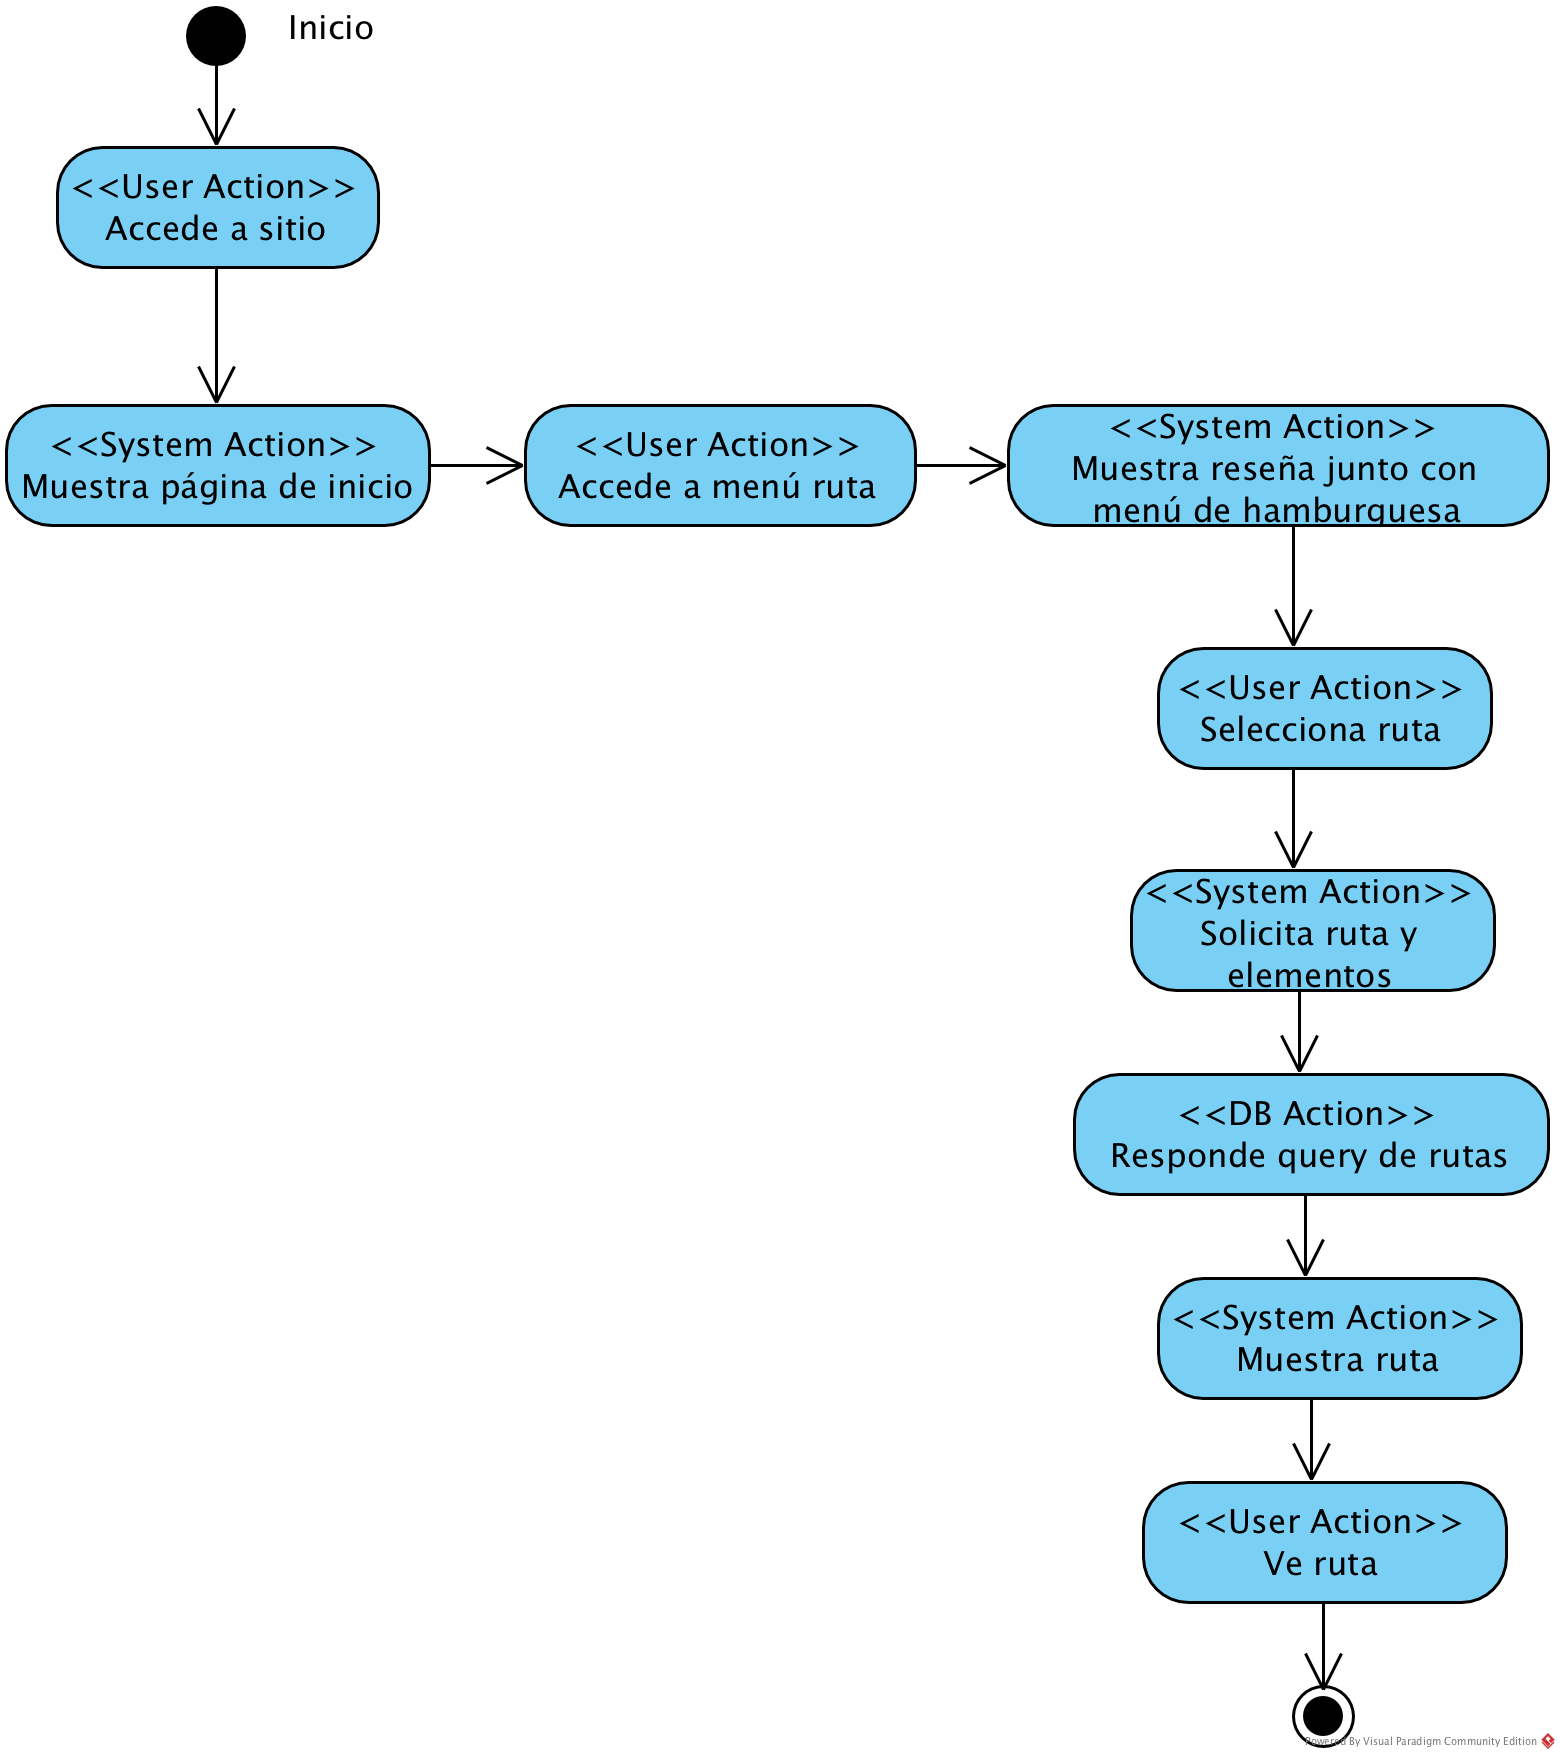 Inicio
<<User Action>>
Accede a sitio
<<System Action>>
Muestra página de inicio
<<User Action>>
Accede a menú ruta
<<System Action>>
Muestra reseña junto con
menú de hamburguesa
<<User Action>>
Selecciona ruta
<<System Action>>
Solicita ruta y
elementos
<<DB Action>>
Responde query de rutas
<<System Action>>
Muestra ruta
<<User Action>>
Ve ruta
Powered By Visual Paradigm Community Edition